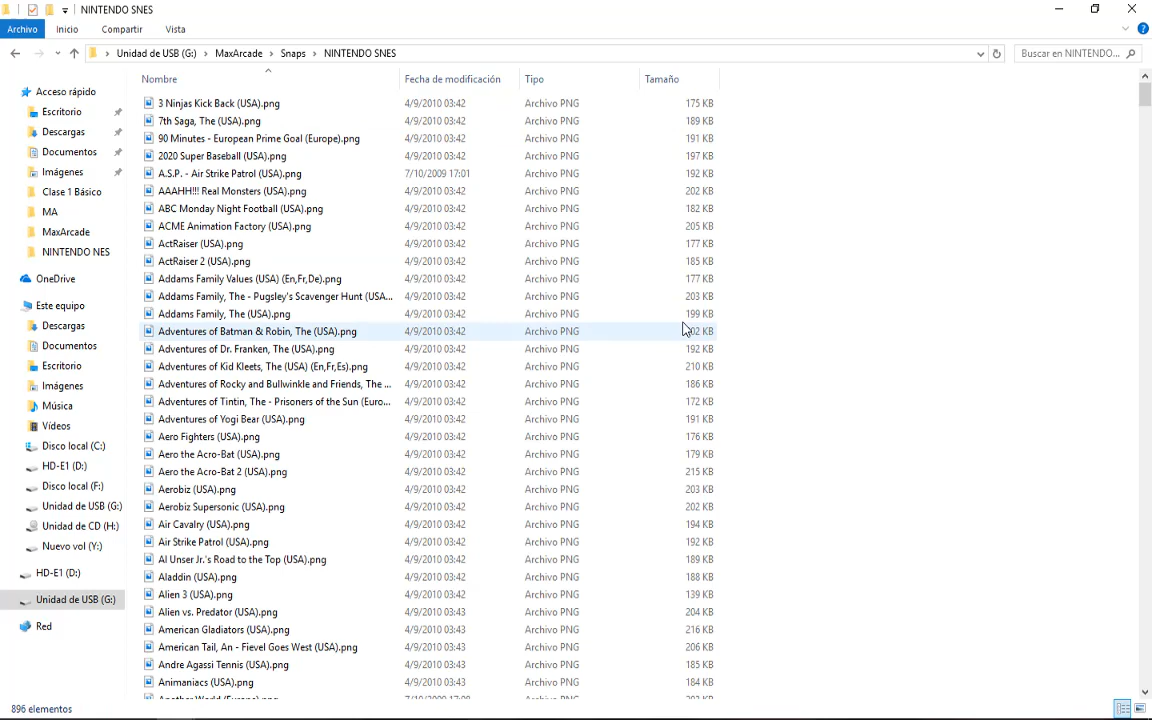 NINTENDO SNES
Archivo Inicio Compartir Vista
Unidad de USB (G:) MaxArcade Snaps NINTENDO SNES Buscar en NINTENDO...
Nombre Fecha de modificación Tipo Tamaño
Acceso rápido
Escritorio
Descargas
Documentos
Imágenes
Clase 1 Básico
MA
MaxArcade
NINTENDO NES
OneDrive
Este equipo
Descargas
Documentos
Escritorio
Imágenes
Música
Vídeos
Disco local (C:)
HD-E1 (D:)
Disco local (F:)
Unidad de USB (G:)
Unidad de CD (H:)
Nuevo vol (Y:)
HD-E1 (D:)
Unidad de USB (G:)
Red
3 Ninjas Kick Back (USA).png 4/9/2010 03:42 Archivo PNG 175 KB
7th Saga, The (USA).png 4/9/2010 03:42 Archivo PNG 189 KB
90 Minutes - European Prime Goal (Europe).png 4/9/2010 03:42 Archivo PNG 191 KB
2020 Super Baseball (USA).png 4/9/2010 03:42 Archivo PNG 197 KB
A.S.P. - Air Strike Patrol (USA).png 7/10/2009 17:01 Archivo PNG 192 KB
AAAHH!!! Real Monsters (USA).png 4/9/2010 03:42 Archivo PNG 202 KB
ABC Monday Night Football (USA).png 4/9/2010 03:42 Archivo PNG 182 KB
ACME Animation Factory (USA).png 4/9/2010 03:42 Archivo PNG 205 KB
ActRaiser (USA).png 4/9/2010 03:42 Archivo PNG 177 KB
ActRaiser 2 (USA).png 4/9/2010 03:42 Archivo PNG 185 KB
Addams Family Values (USA) (En,Fr,De).png 4/9/2010 03:42 Archivo PNG 177 KB
Addams Family, The - Pugsley's Scavenger Hunt (USA... 4/9/2010 03:42 Archivo PNG 203 KB
Addams Family, The (USA).png 4/9/2010 03:42 Archivo PNG 199 KB
Adventures of Batman & Robin, The (USA).png 4/9/2010 03:42 Archivo PNG KB
Adventures of Dr. Franken, The (USA).png 4/9/2010 03:42 Archivo PNG 192 KB
Adventures of Kid Kleets, The (USA) (En,Fr,Es).png 4/9/2010 03:42 Archivo PNG 210 KB
Adventures of Rocky and Bullwinkle and Friends, The ... 4/9/2010 03:42 Archivo PNG 186 KB
Adventures of Tintin, The - Prisoners of the Sun (Euro... 4/9/2010 03:42 Archivo PNG 172 KB
Adventures of Yogi Bear (USA).png 4/9/2010 03:42 Archivo PNG 191 KB
Aero Fighters (USA).png 4/9/2010 03:42 Archivo PNG 176 KB
Aero the Acro-Bat (USA).png 4/9/2010 03:42 Archivo PNG 179 KB
Aero the Acro-Bat 2 (USA).png 4/9/2010 03:42 Archivo PNG 215 KB
Aerobiz (USA).png 4/9/2010 03:42 Archivo PNG 203 KB
Aerobiz Supersonic (USA).png 4/9/2010 03:42 Archivo PNG 202 KB
Air Cavalry (USA).png 4/9/2010 03:42 Archivo PNG 194 KB
Air Strike Patrol (USA).png 4/9/2010 03:42 Archivo PNG 192 KB
Al Unser Jr.'s Road to the Top (USA).png 4/9/2010 03:42 Archivo PNG 189 KB
Aladdin (USA).png 4/9/2010 03:42 Archivo PNG 188 KB
Alien 3 (USA).png 4/9/2010 03:42 Archivo PNG 139 KB
Alien vs. Predator (USA).png 4/9/2010 03:43 Archivo PNG 204 KB
American Gladiators (USA).png 4/9/2010 03:43 Archivo PNG 216 KB
American Tail, An - Fievel Goes West (USA).png 4/9/2010 03:43 Archivo PNG 206 KB
Andre Agassi Tennis (USA).png 4/9/2010 03:43 Archivo PNG 185 KB
Animaniacs (USA).png 4/9/2010 03:43 Archivo PNG 184 KB
896 elementos